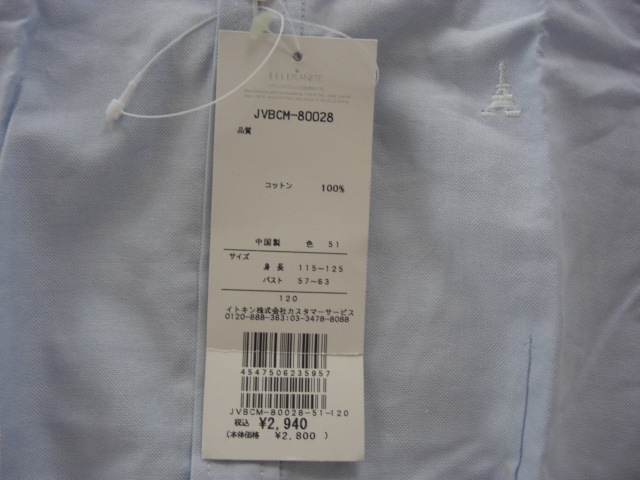 JVBCM-80028
品質
コットン 100%
中国製 色 51
サイズ
身長 115~125
バスト 57~63
120
イトキン株式会社カスタマーサービス
0120-888-363:03-3478-8088
4547506235957
JVBCM-80028-51-120
税込 ¥2,940
(本体価格 ¥2,800)